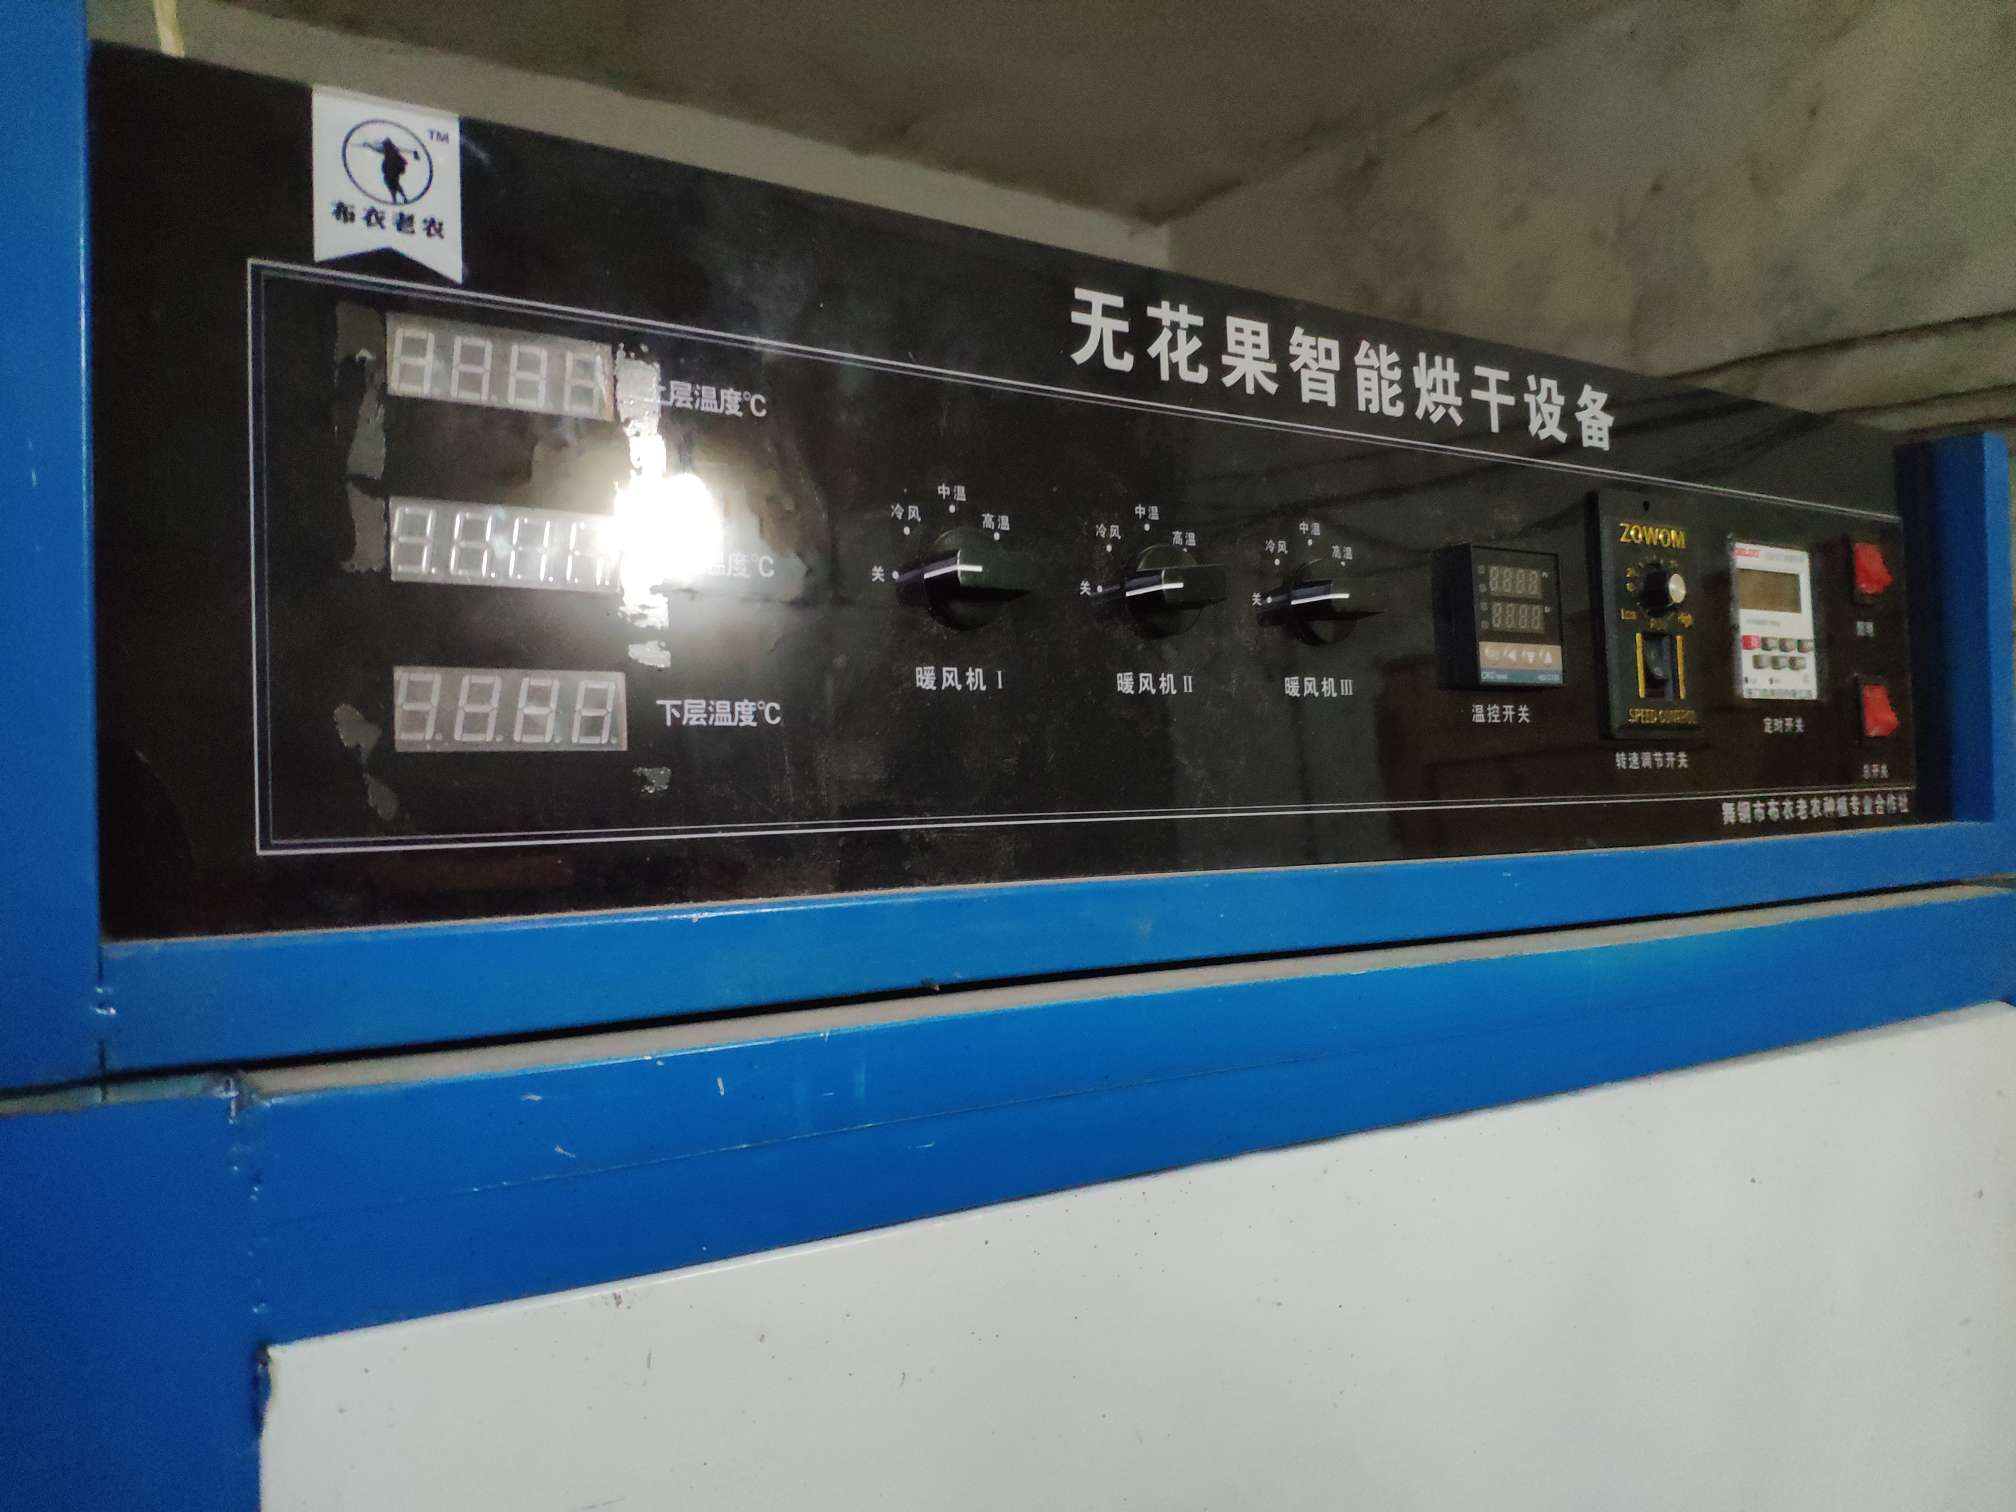 TM
布衣老农
无花果智能烘干设备
层温度℃
温度℃
下层温度℃
关 冷风 中温 高温
暖风机 I
关 冷风 中温 高温
暖风机 II
关 冷风 中温 高温
暖风机 III
温控开关
ZOWOM
Low High
SPEED CONTROL
转速调节开关
定时开关
总开关
舞钢市布衣老农种植专业合作社